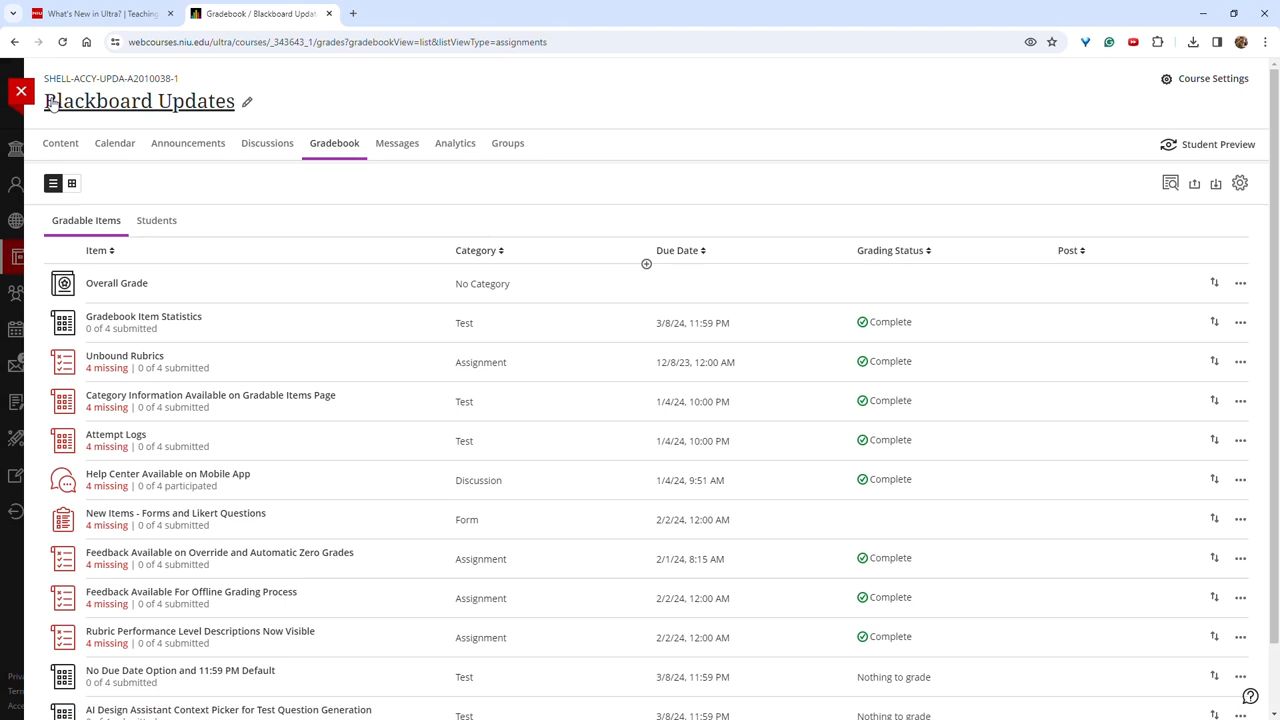 What's New in Ultra? | Teaching
Gradebook / Blackboard Updat
webcourses.niu.edu/ultra/courses/_343643_1/grades?gradebookView=list&listViewType=assignments
SHELL-ACCY-UPDA-A2010038-1
Course Settings
Blackboard Updates
Content Calendar Announcements Discussions Gradebook Messages Analytics Groups
Student Preview
Gradable Items Students
Item Category Due Date Grading Status Post
Overall Grade No Category
Gradebook Item Statistics
0 of 4 submitted
Test 3/8/24, 11:59 PM Complete
Unbound Rubrics
4 missing | 0 of 4 submitted
Assignment 12/8/23, 12:00 AM Complete
Category Information Available on Gradable Items Page
4 missing | 0 of 4 submitted
Test 1/4/24, 10:00 PM Complete
Attempt Logs
4 missing | 0 of 4 submitted
Test 1/4/24, 10:00 PM Complete
Help Center Available on Mobile App
4 missing | 0 of 4 participated
Discussion 1/4/24, 9:51 AM Complete
New Items - Forms and Likert Questions
4 missing | 0 of 4 submitted
Form 2/2/24, 12:00 AM
Feedback Available on Override and Automatic Zero Grades
4 missing | 0 of 4 submitted
Assignment 2/1/24, 8:15 AM Complete
Feedback Available For Offline Grading Process
4 missing | 0 of 4 submitted
Assignment 2/2/24, 12:00 AM Complete
Rubric Performance Level Descriptions Now Visible
4 missing | 0 of 4 submitted
Assignment 2/2/24, 12:00 AM Complete
No Due Date Option and 11:59 PM Default
0 of 4 submitted
Test 3/8/24, 11:59 PM Nothing to grade
AI Design Assistant Context Picker for Test Question Generation
Test 3/8/24, 11:59 PM Nothing to grade
Priva
Term
Acce